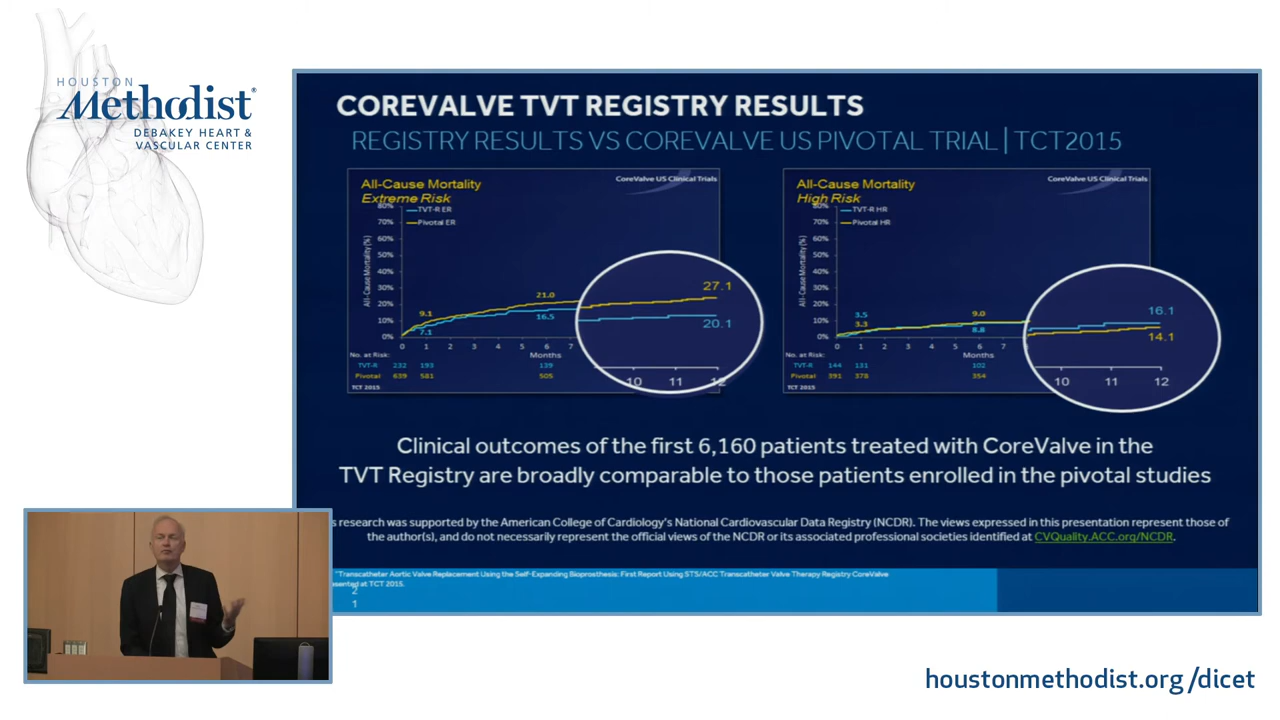 HOUSTON
Methodist®
DEBAKEY HEART &
VASCULAR CENTER
COREVALVE TVT REGISTRY RESULTS
REGISTRY RESULTS VS COREVALVE US PIVOTAL TRIAL | TCT2015
All-Cause Mortality
Extreme Risk
CoreValve US Clinical Trials
TVT-R ER
Pivotal ER
All-Cause Mortality (%)
80%
70%
60%
50%
40%
30%
20%
10%
0%
9.1
7.1
21.0
16.5
27.1
20.1
0 1 2 3 4 5 6 7
10 11 12
Months
No. at Risk:
TVT-R 232 193 139
Pivotal 639 581 505
TCT 2015
All-Cause Mortality
High Risk
CoreValve US Clinical Trials
TVT-R HR
Pivotal HR
All-Cause Mortality (%)
80%
70%
60%
50%
40%
30%
20%
10%
0%
3.5
3.3
9.0
8.8
16.1
14.1
0 1 2 3 4 5 6 7
10 11 12
Months
No. at Risk:
TVT-R 144 131 102
Pivotal 391 378 354
TCT 2015
Clinical outcomes of the first 6,160 patients treated with CoreValve in the
TVT Registry are broadly comparable to those patients enrolled in the pivotal studies
s research was supported by the American College of Cardiology's National Cardiovascular Data Registry (NCDR). The views expressed in this presentation represent those of
the author(s), and do not necessarily represent the official views of the NCDR or its associated professional societies identified at CVQuality.ACC.org/NCDR.
"Transcatheter Aortic Valve Replacement Using the Self-Expanding Bioprosthesis: First Report Using STS/ACC Transcatheter Valve Therapy Registry CoreValve
sented at TCT 2015.
2
1
houstonmethodist.org/dicet